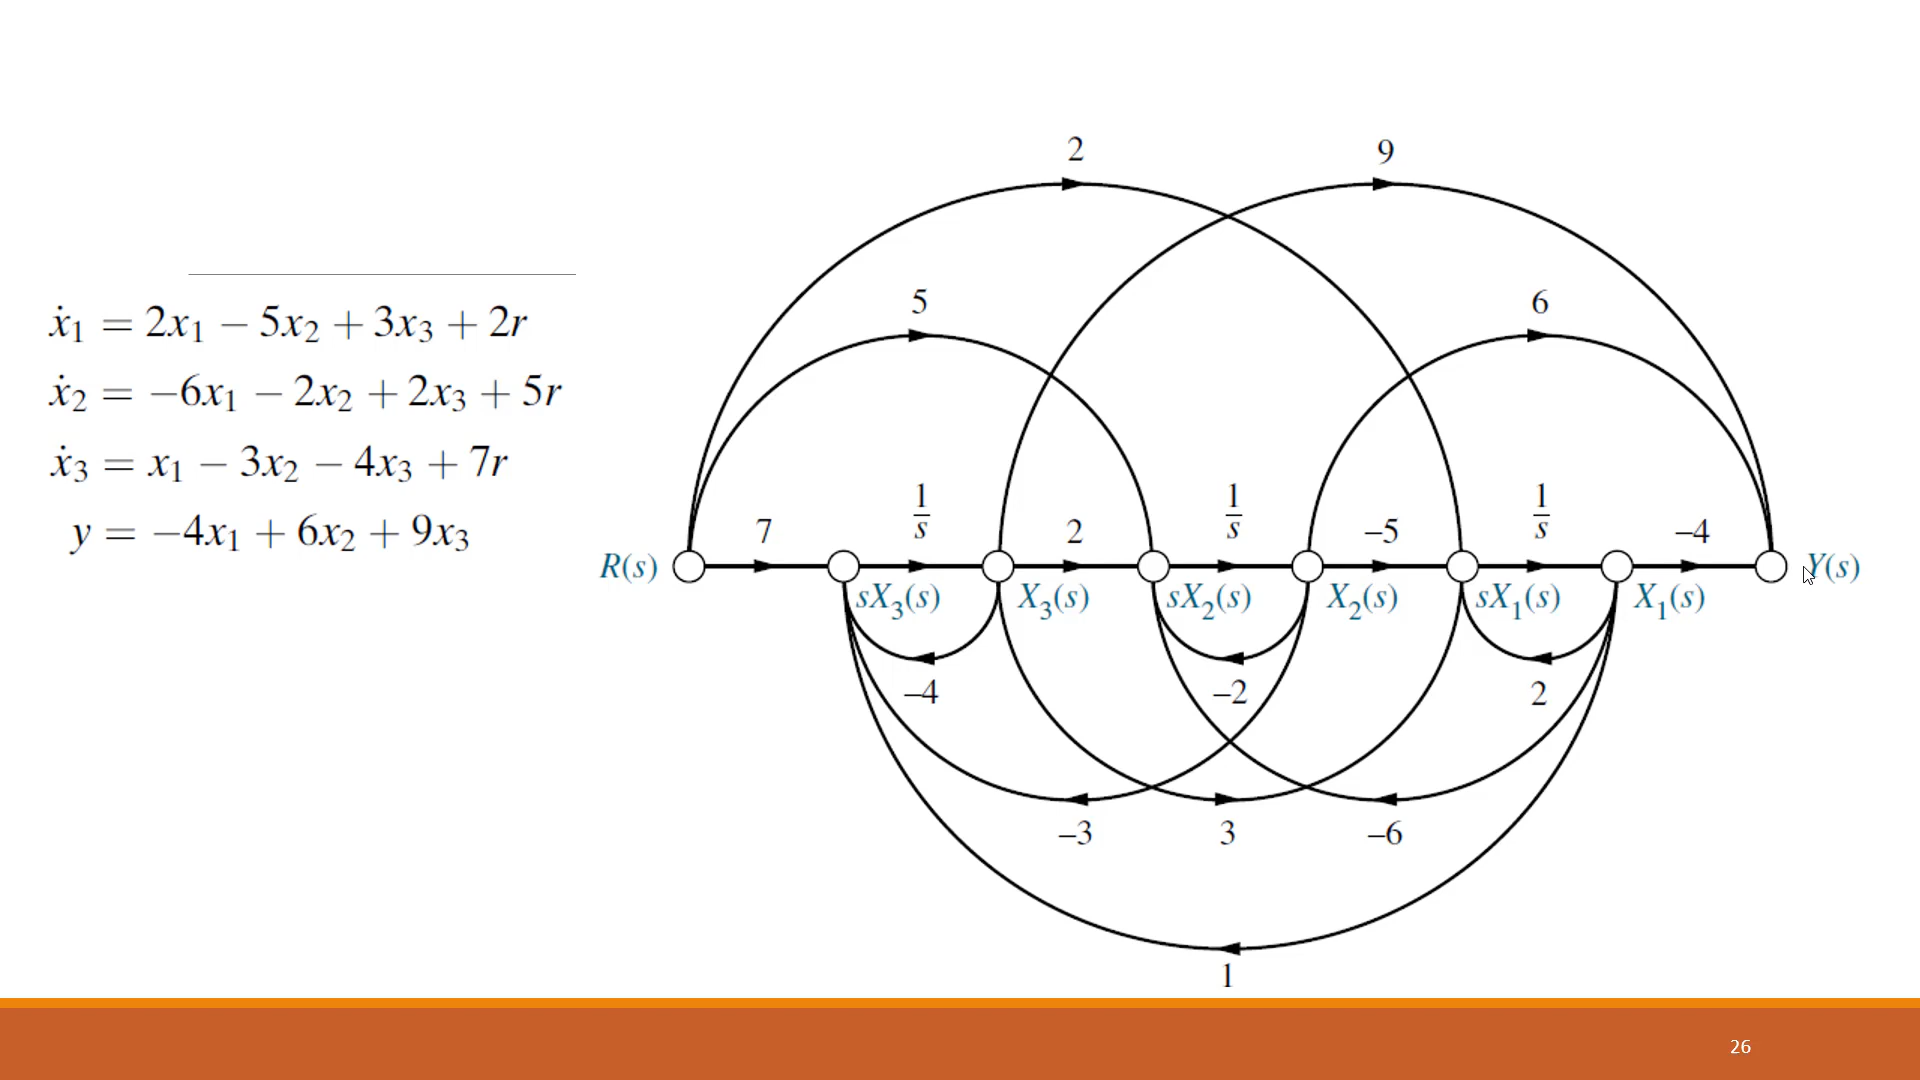 ẋ₁ = 2x₁ − 5x₂ + 3x₃ + 2r
ẋ₂ = −6x₁ − 2x₂ + 2x₃ + 5r
ẋ₃ = x₁ − 3x₂ − 4x₃ + 7r
y = −4x₁ + 6x₂ + 9x₃
2 9
5 6
7 1/s 2 1/s −5 1/s −4
R(s) Y(s)
sX₃(s) X₃(s) sX₂(s) X₂(s) sX₁(s) X₁(s)
−4 −2 2
−3 3 −6
1
26